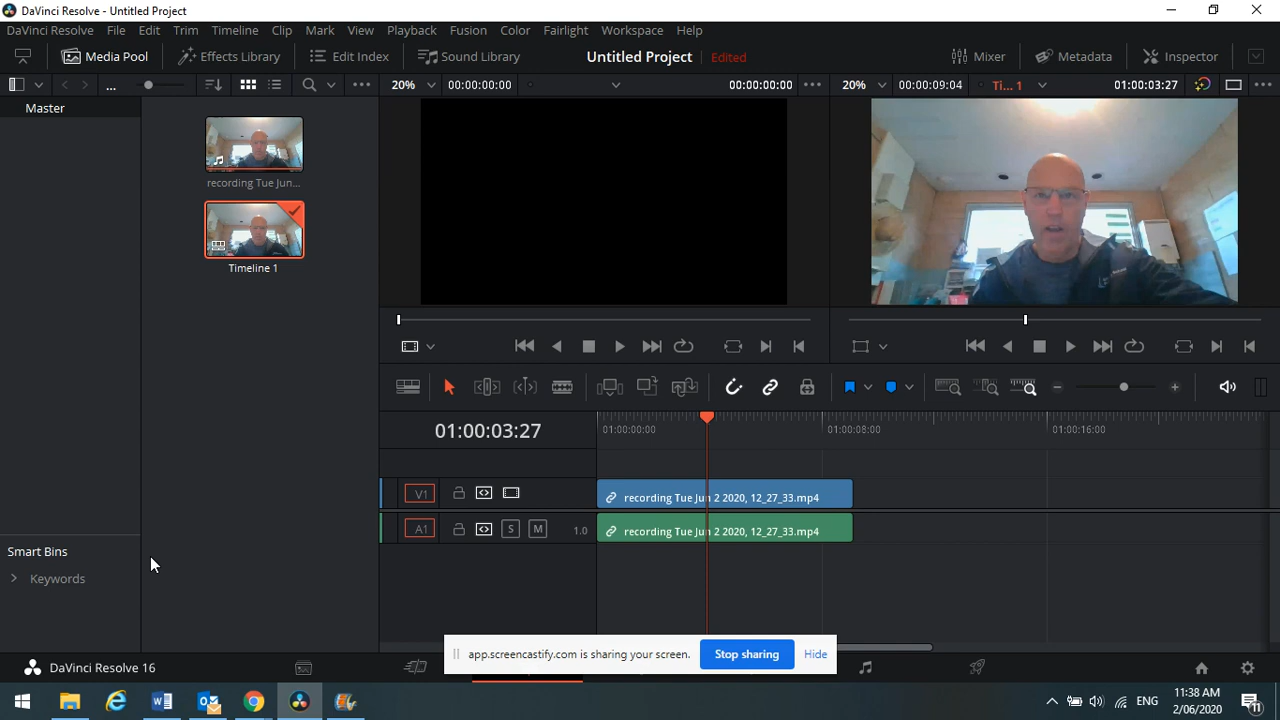 DaVinci Resolve - Untitled Project
DaVinci Resolve File Edit Trim Timeline Clip Mark View Playback Fusion Color Fairlight Workspace Help
Media Pool Effects Library Edit Index Sound Library Untitled Project Edited Mixer Metadata Inspector
... 20% 00:00:00:00 00:00:00:00 20% 00:00:09:04 Ti... 1 01:00:03:27
Master
recording Tue Jun...
Timeline 1
01:00:03:27 01:00:00:00 01:00:08:00 01:00:16:00
V1 recording Tue Jun 2 2020, 12_27_33.mp4
A1 S M 1.0 recording Tue Jun 2 2020, 12_27_33.mp4
Smart Bins
Keywords
app.screencastify.com is sharing your screen. Stop sharing Hide
DaVinci Resolve 16
ENG 11:38 AM
2/06/2020 11